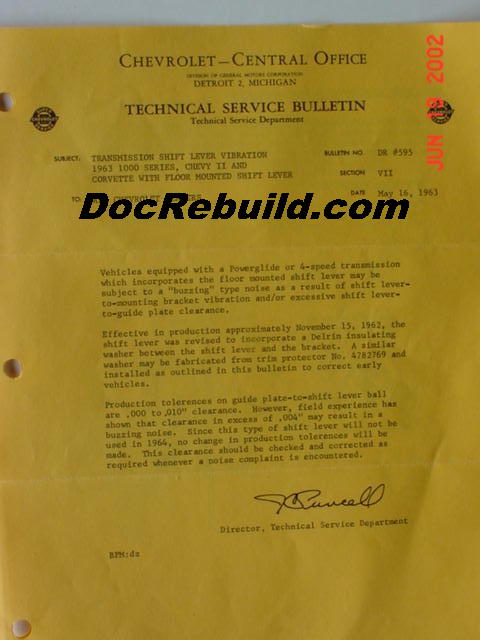 CHEVROLET—CENTRAL OFFICE
DIVISION OF GENERAL MOTORS CORPORATION
DETROIT 2, MICHIGAN
TECHNICAL SERVICE BULLETIN
Technical Service Department
SUPER CHEVROLET SERVICE
JUN 2002
SUBJECT: TRANSMISSION SHIFT LEVER VIBRATION
1963 1000 SERIES, CHEVY II AND
CORVETTE WITH FLOOR MOUNTED SHIFT LEVER
BULLETIN NO. DR #595
SECTION VII
DATE May 16, 1963
TO: CHEVROLET
DocRebuild.com
Vehicles equipped with a Powerglide or 4-speed transmission
which incorporates the floor mounted shift lever may be
subject to a "buzzing" type noise as a result of shift lever-
to-mounting bracket vibration and/or excessive shift lever-
to-guide plate clearance.
Effective in production approximately November 15, 1962, the
shift lever was revised to incorporate a Delrin insulating
washer between the shift lever and the bracket. A similar
washer may be fabricated from trim protector No. 4782769 and
installed as outlined in this bulletin to correct early
vehicles.
Production tolerences on guide plate-to-shift lever ball
are .000 to .010" clearance. However, field experience has
shown that clearance in excess of .004" may result in a
buzzing noise. Since this type of shift lever will not be
used in 1964, no change in production tolerences will be
made. This clearance should be checked and corrected as
required whenever a noise complaint is encountered.
Director, Technical Service Department
BFM:dz